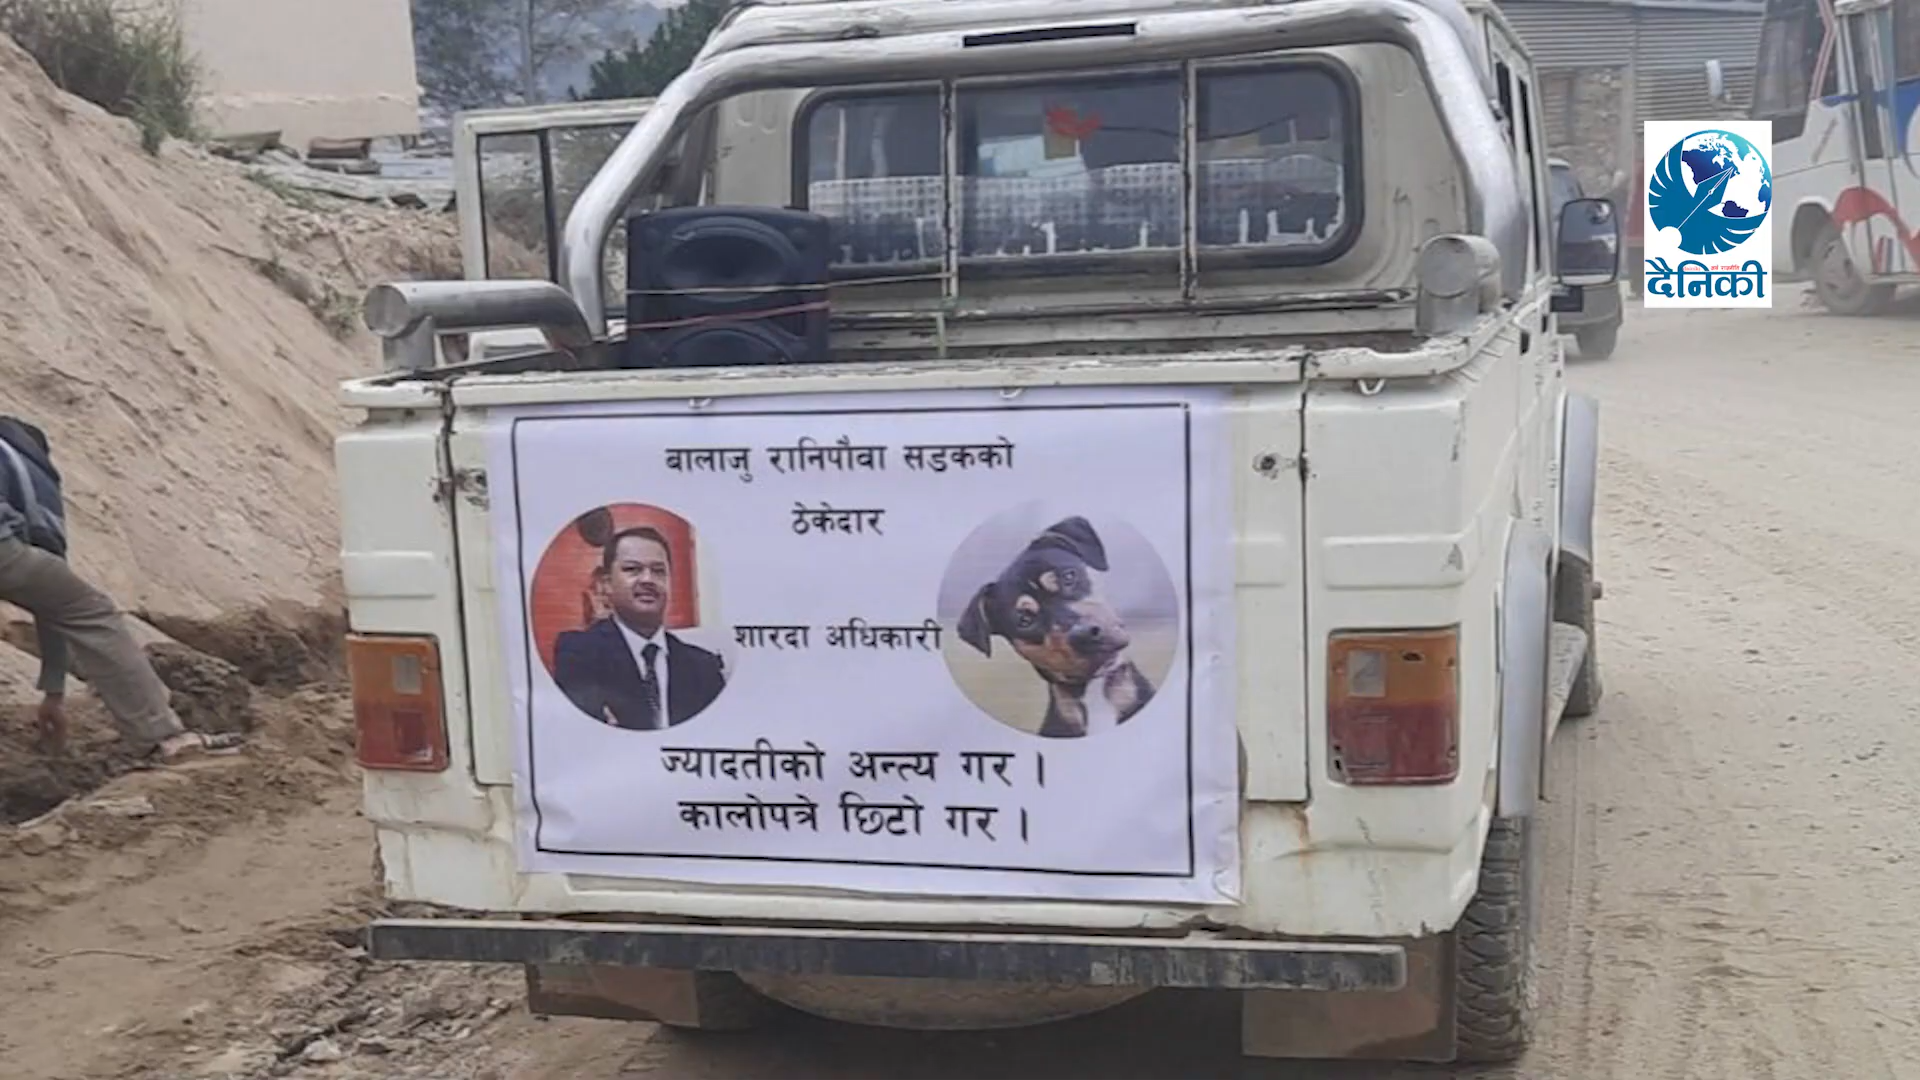 बालाजु रानिपौवा सडकको
ठेकेदार
शारदा अधिकारी
ज्यादतीको अन्त्य गर ।
कालोपत्रे छिटो गर ।
दैनिकी